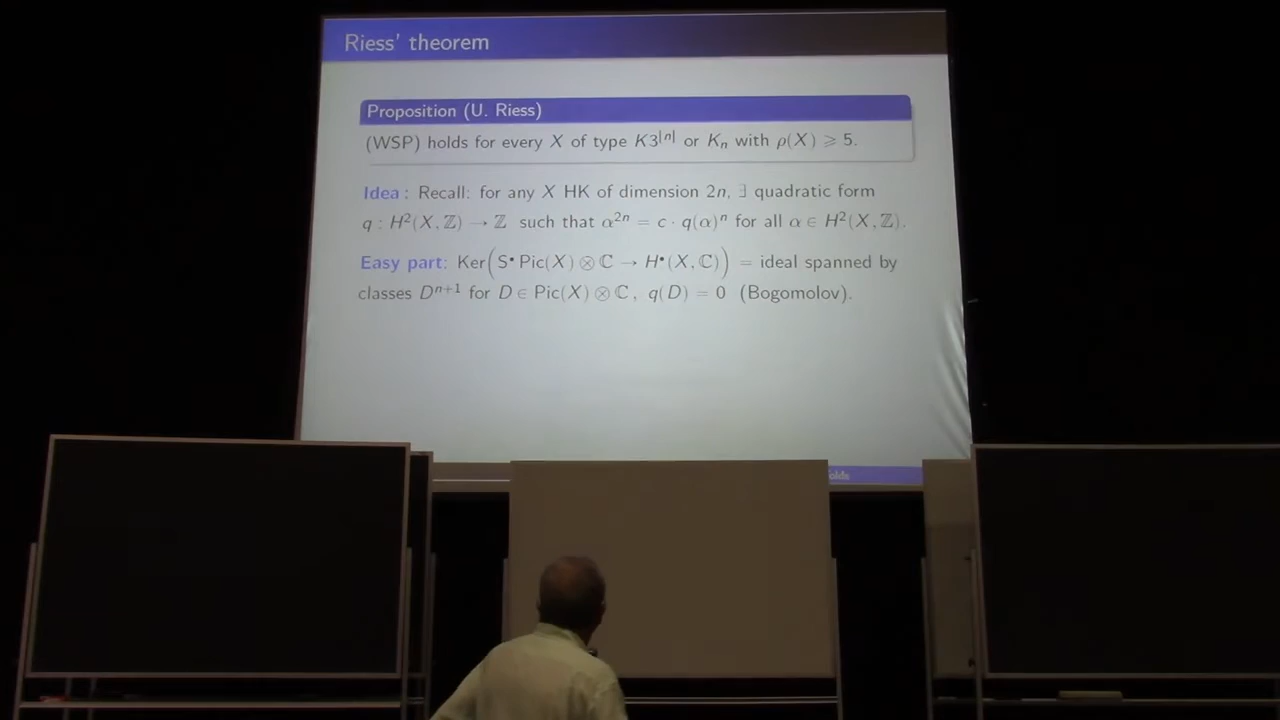 Riess' theorem
Proposition (U. Riess)
(WSP) holds for every X of type K3^[n] or K_n with ρ(X) ⩾ 5.
Idea : Recall: for any X HK of dimension 2n, ∃ quadratic form
q : H²(X, ℤ) → ℤ such that α^{2n} = c · q(α)^n for all α ∈ H²(X, ℤ).
Easy part: Ker(S^• Pic(X) ⊗ ℂ → H^•(X, ℂ)) = ideal spanned by
classes D^{n+1} for D ∈ Pic(X) ⊗ ℂ, q(D) = 0 (Bogomolov).